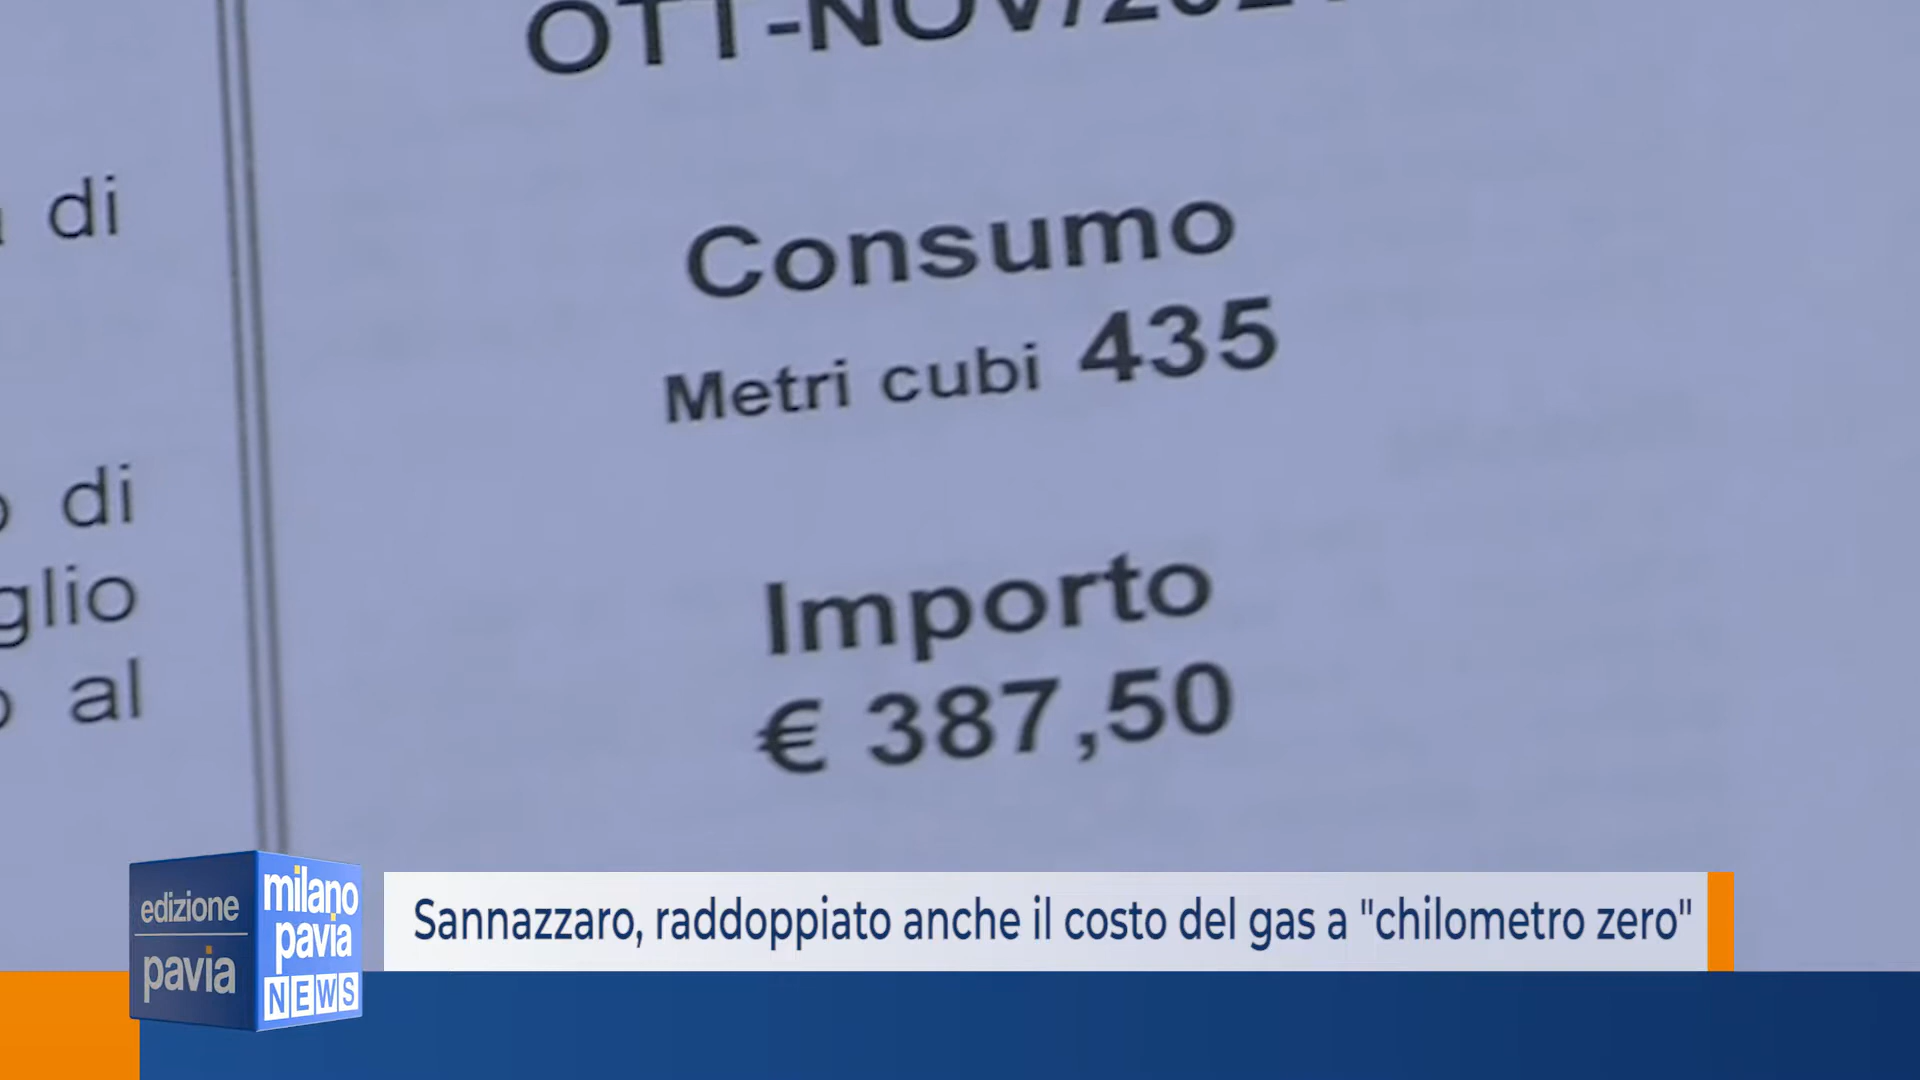 OTT-NOV/202
di
Consumo
Metri cubi 435
di
glio
al
Importo
€ 387,50
edizione
pavia
milano
pavia
NEWS
Sannazzaro, raddoppiato anche il costo del gas a "chilometro zero"